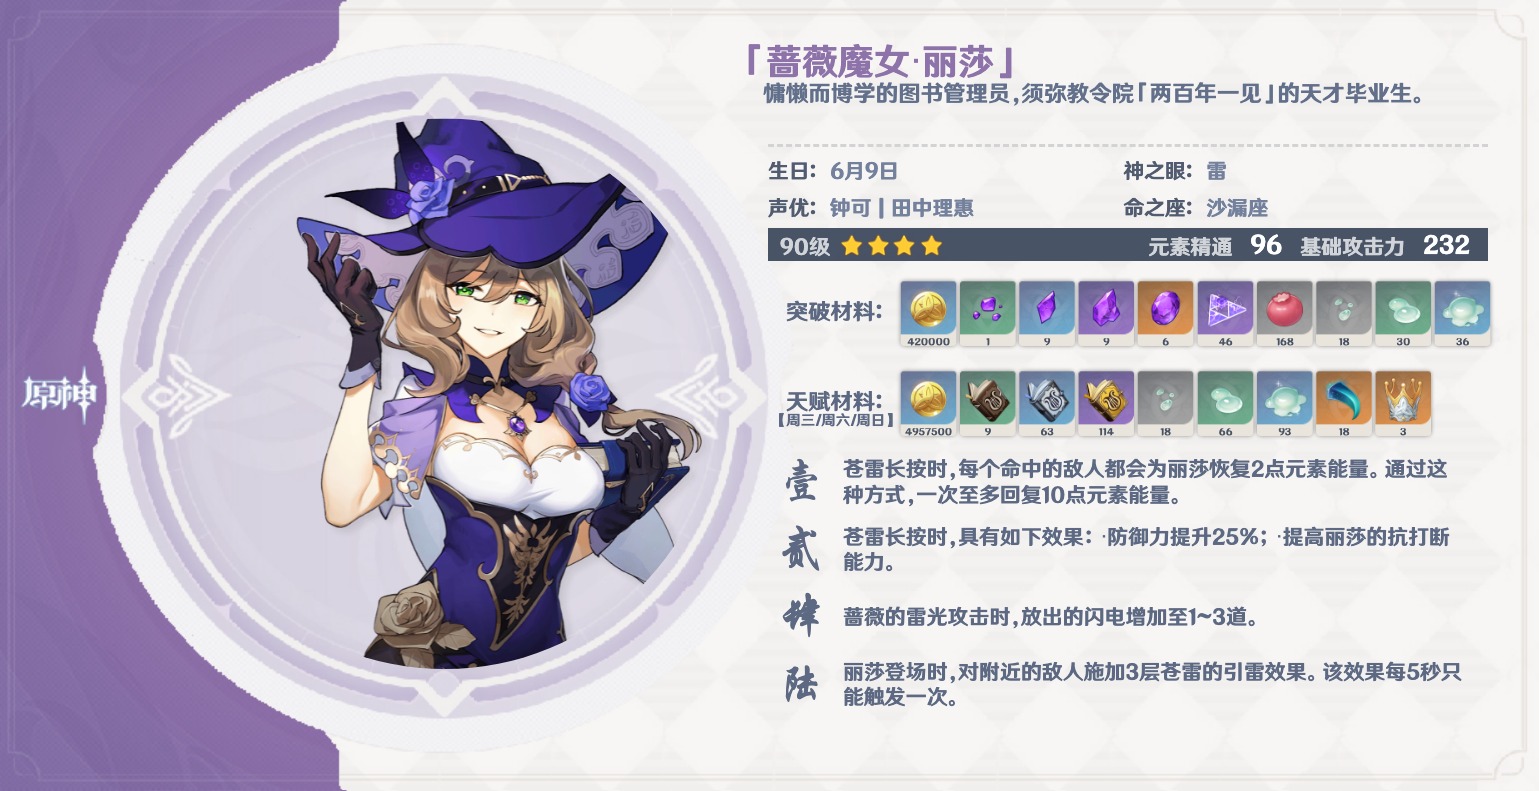 原神
「蔷薇魔女·丽莎」
慵懒而博学的图书管理员,须弥教令院「两百年一见」的天才毕业生。
生日： 6月9日 神之眼： 雷
声优： 钟可 | 田中理惠 命之座： 沙漏座
90级 元素精通 96 基础攻击力 232
突破材料：
420000 1 9 9 6 46 168 18 30 36
天赋材料：
【周三/周六/周日】
4957500 9 63 114 18 66 93 18 3
壹
苍雷长按时,每个命中的敌人都会为丽莎恢复2点元素能量。通过这
种方式,一次至多回复10点元素能量。
贰
苍雷长按时,具有如下效果：·防御力提升25%；·提高丽莎的抗打断
能力。
肆
蔷薇的雷光攻击时,放出的闪电增加至1~3道。
陆
丽莎登场时,对附近的敌人施加3层苍雷的引雷效果。该效果每5秒只
能触发一次。